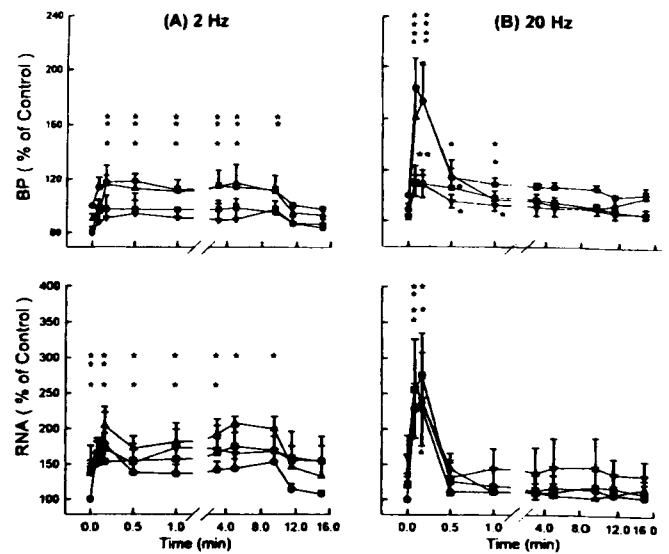 (A) 2 Hz
(B) 20 Hz
BP ( % of Control)
240
200
160
120
80
RNA ( % of Control)
400
350
300
250
200
150
100
0.0 0.5 1.0 4.0 8.0 12.0 16.0
0.0 0.5 1.0 4.0 8.0 12.0 16.0
Time (min)
Time (min)